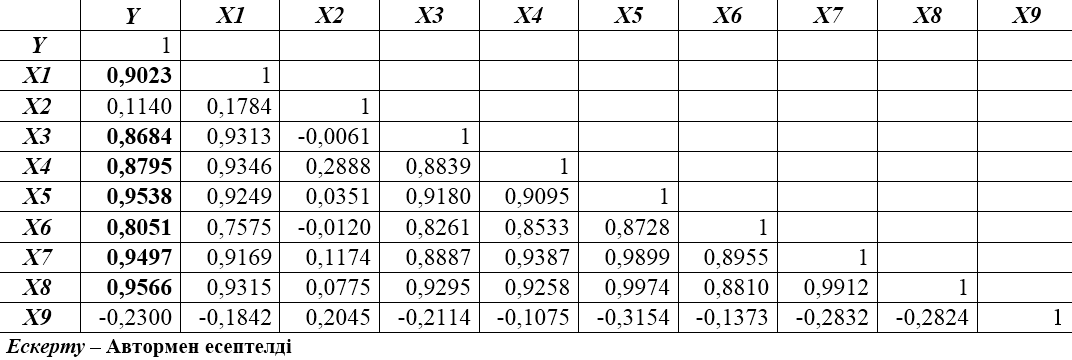 Y X1 X2 X3 X4 X5 X6 X7 X8 X9
Y 1
X1 0,9023 1
X2 0,1140 0,1784 1
X3 0,8684 0,9313 -0,0061 1
X4 0,8795 0,9346 0,2888 0,8839 1
X5 0,9538 0,9249 0,0351 0,9180 0,9095 1
X6 0,8051 0,7575 -0,0120 0,8261 0,8533 0,8728 1
X7 0,9497 0,9169 0,1174 0,8887 0,9387 0,9899 0,8955 1
X8 0,9566 0,9315 0,0775 0,9295 0,9258 0,9974 0,8810 0,9912 1
X9 -0,2300 -0,1842 0,2045 -0,2114 -0,1075 -0,3154 -0,1373 -0,2832 -0,2824 1
Ескерту – Автормен есептелді